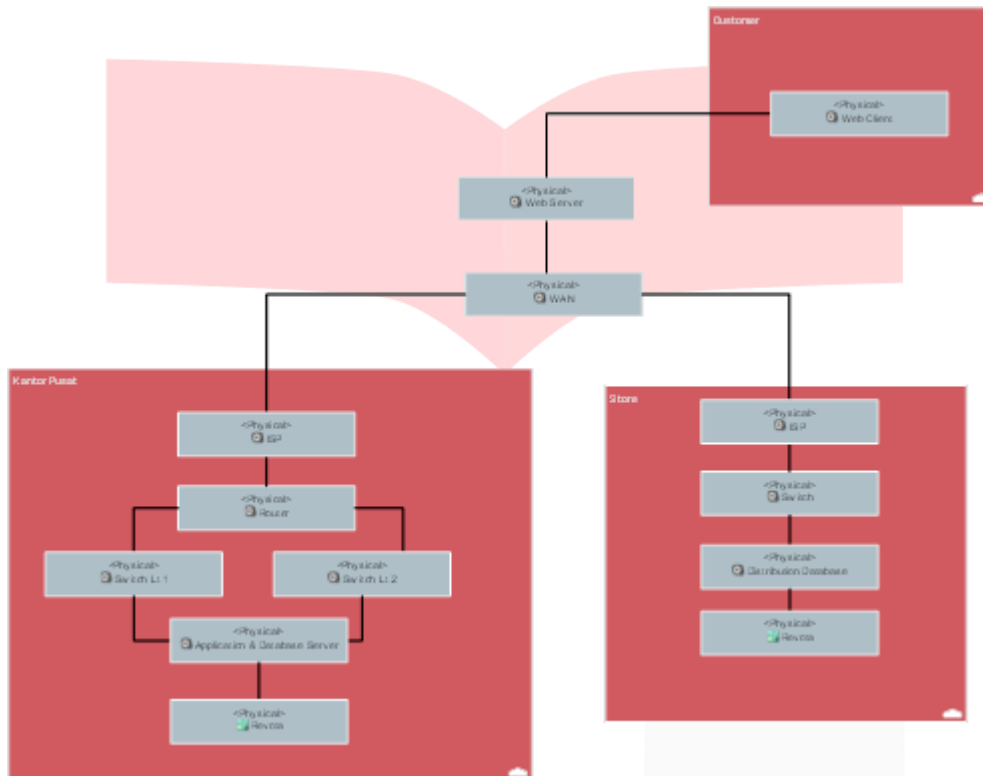 Customer
<Physical>
Web Client
<Physical>
Web Server
<Physical>
WAN
Kantor Pusat
<Physical>
ISP
<Physical>
Router
<Physical>
Switch Lt 1
<Physical>
Switch Lt 2
<Physical>
Application & Database Server
<Physical>
Revota
Store
<Physical>
ISP
<Physical>
Switch
<Physical>
Distribution Database
<Physical>